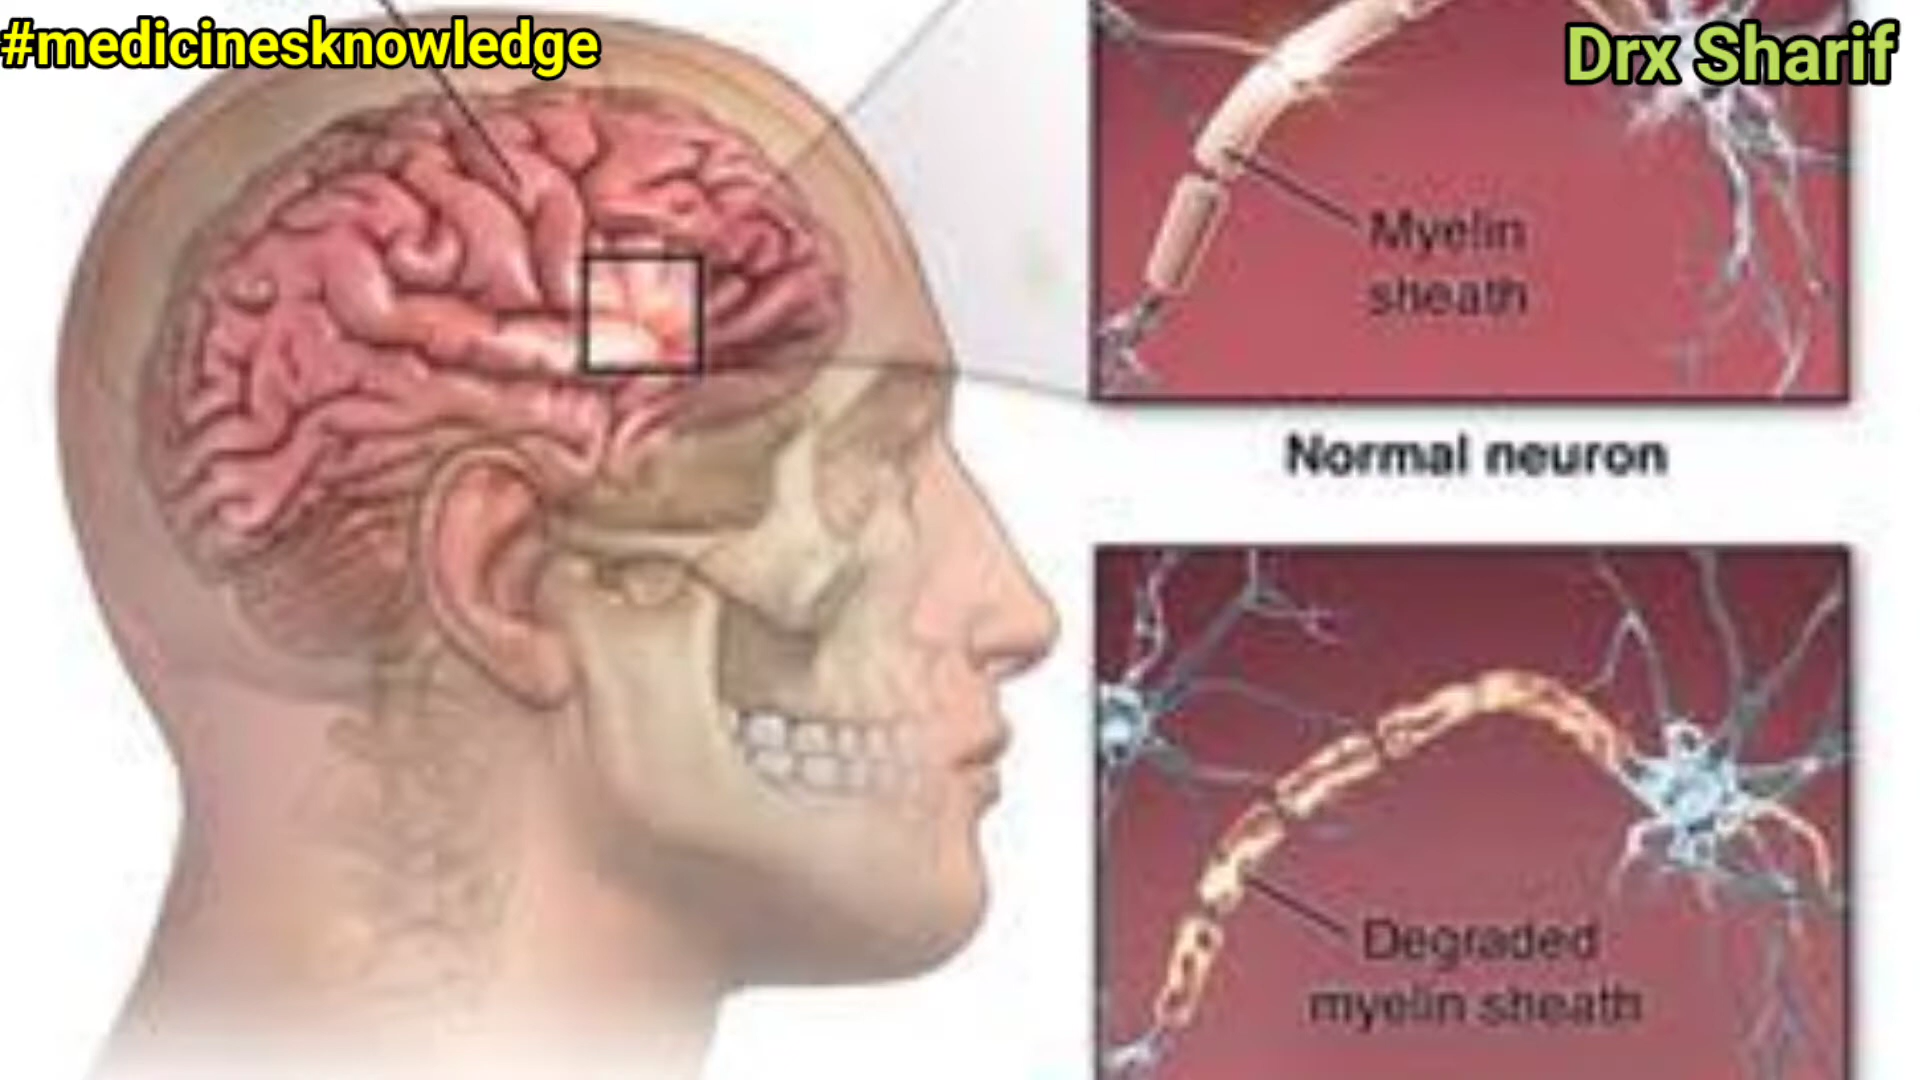 #medicinesknowledge
Drx Sharif
Myelin
sheath
Normal neuron
Degraded
myelin sheath